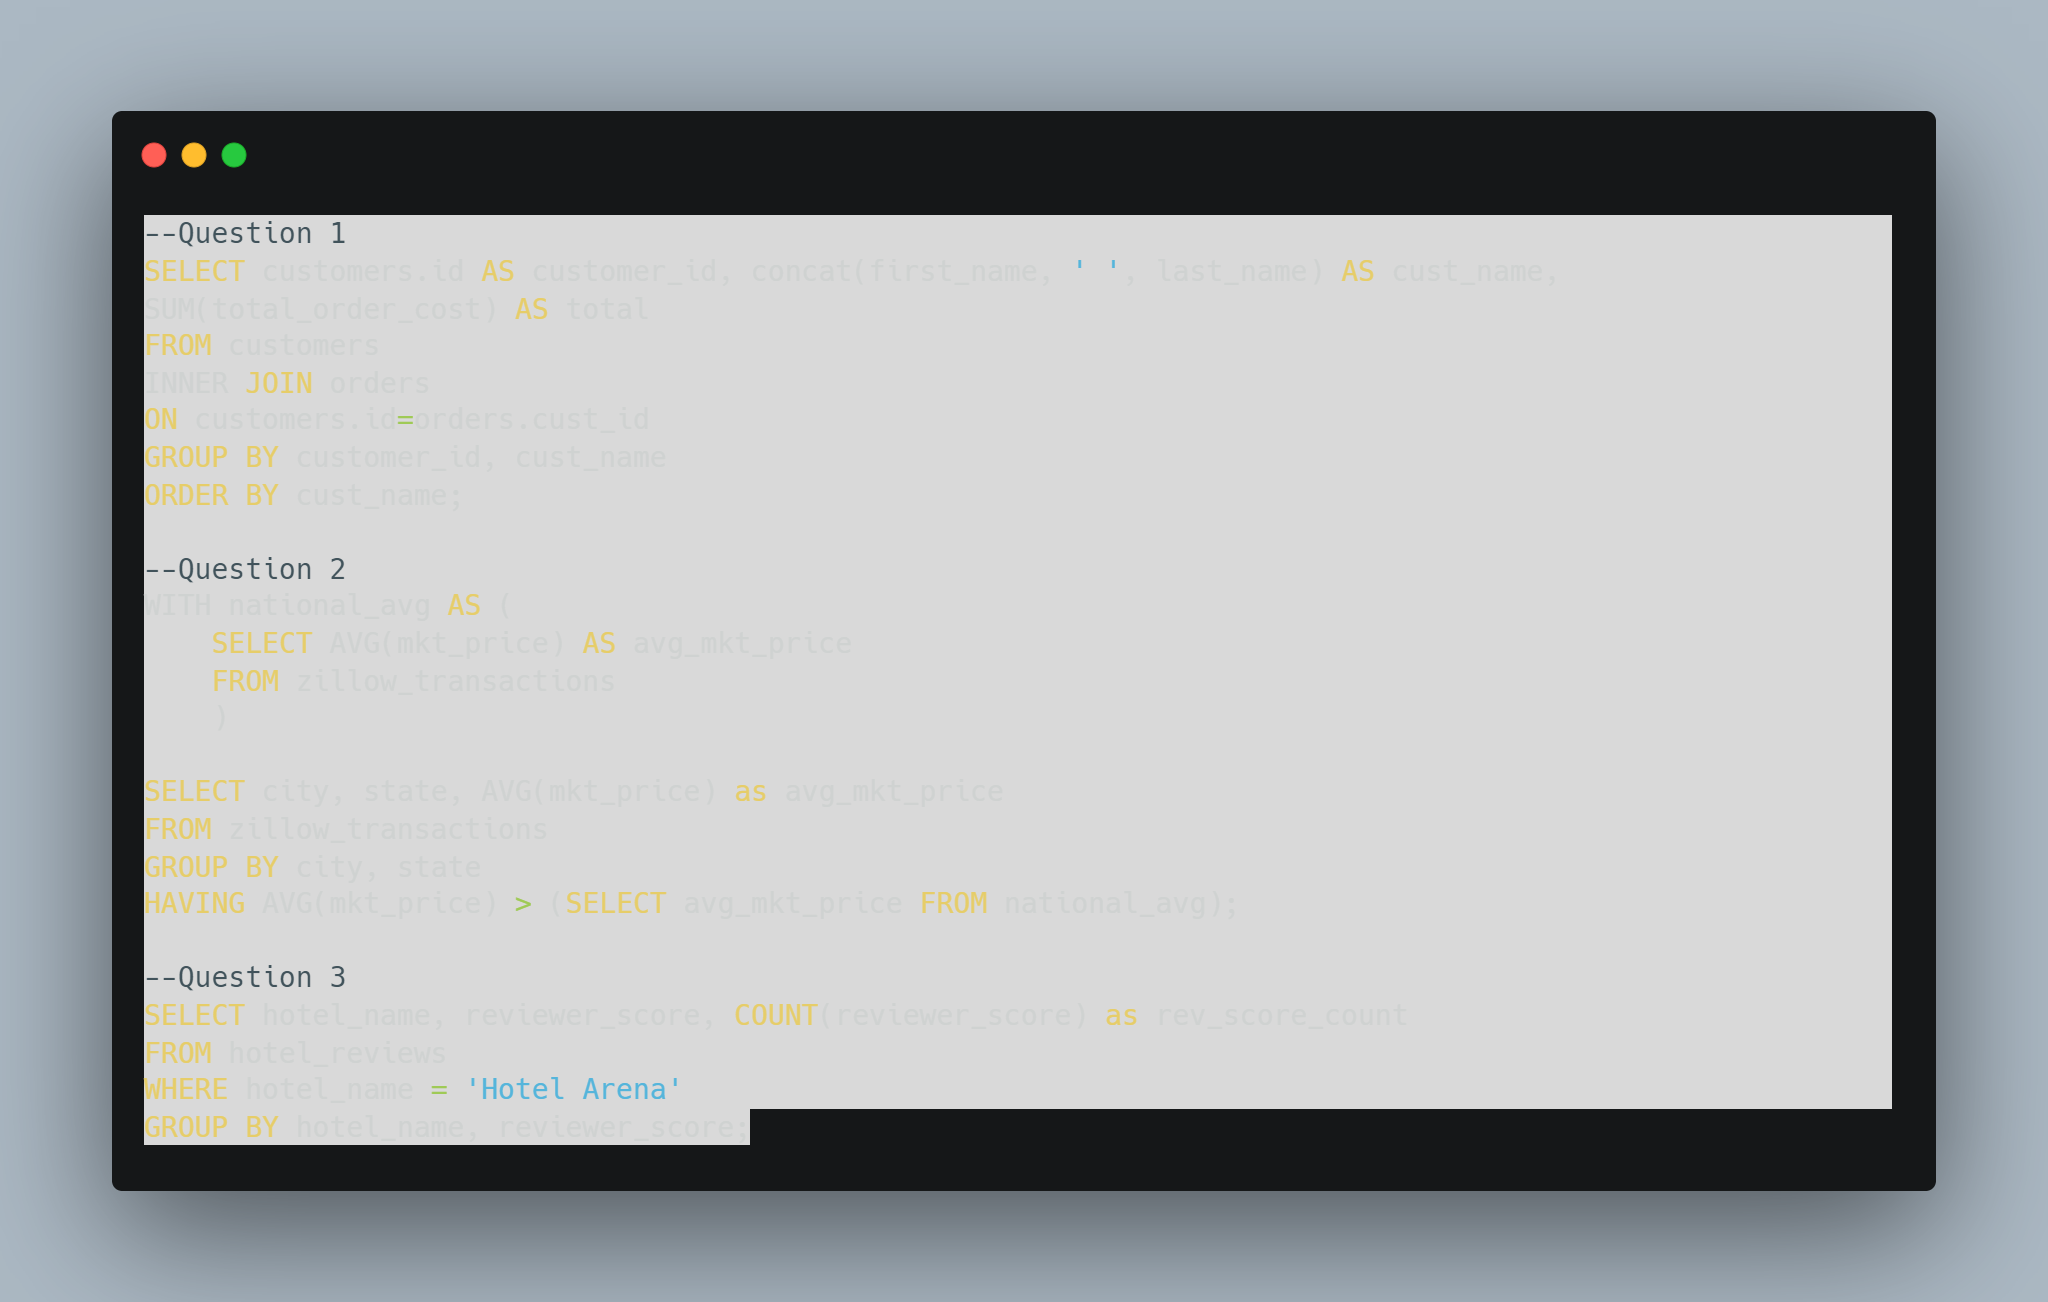 --Question 1
SELECT customers.id AS customer_id, concat(first_name, ' ', last_name) AS cust_name,
SUM(total_order_cost) AS total
FROM customers
INNER JOIN orders
ON customers.id=orders.cust_id
GROUP BY customer_id, cust_name
ORDER BY cust_name;
--Question 2
WITH national_avg AS (
    SELECT AVG(mkt_price) AS avg_mkt_price
    FROM zillow_transactions
    )
SELECT city, state, AVG(mkt_price) as avg_mkt_price
FROM zillow_transactions
GROUP BY city, state
HAVING AVG(mkt_price) > (SELECT avg_mkt_price FROM national_avg);
--Question 3
SELECT hotel_name, reviewer_score, COUNT(reviewer_score) as rev_score_count
FROM hotel_reviews
WHERE hotel_name = 'Hotel Arena'
GROUP BY hotel_name, reviewer_score;